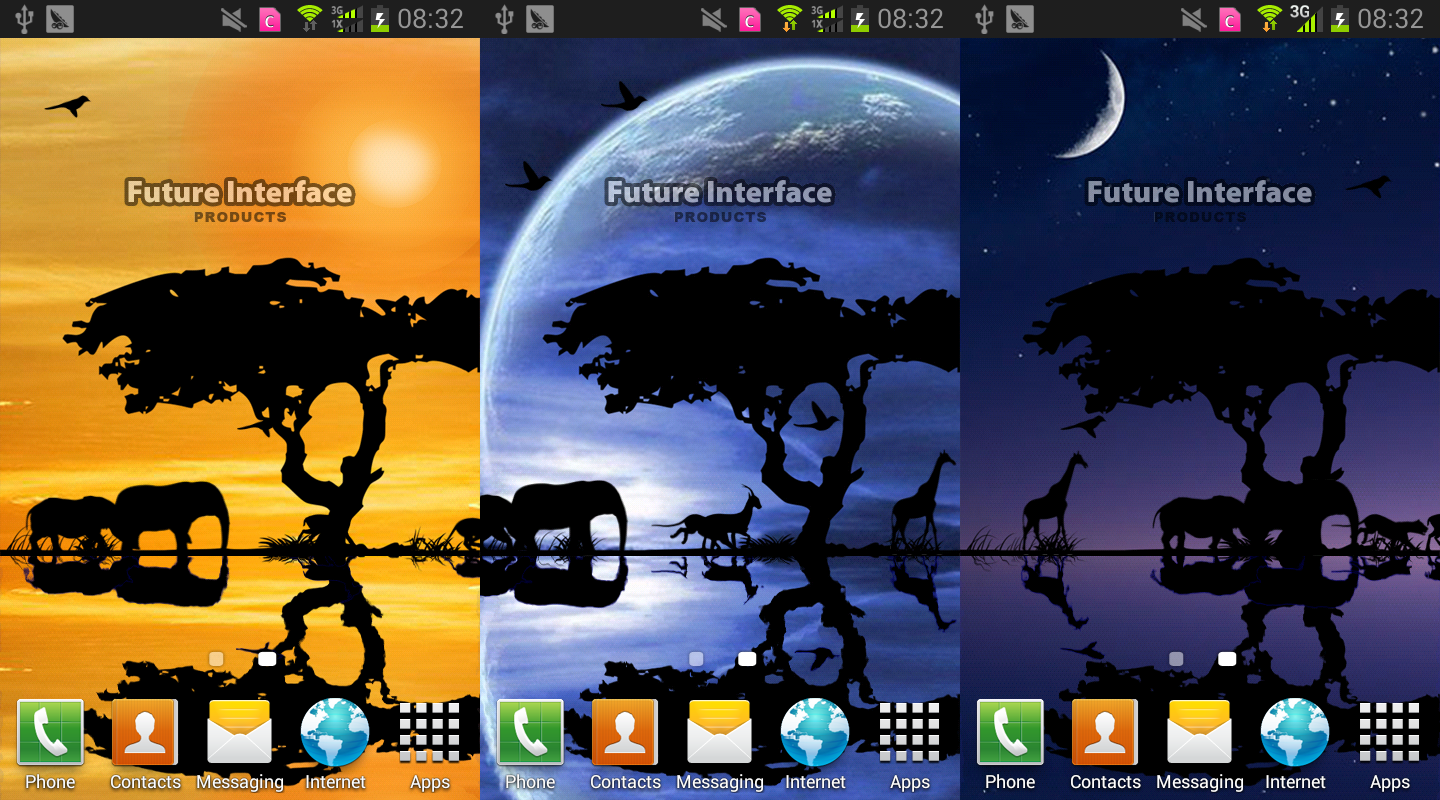 C 3G 1X 08:32
Future Interface
PRODUCTS
Phone Contacts Messaging Internet Apps
C 3G 1X 08:32
Future Interface
PRODUCTS
Phone Contacts Messaging Internet Apps
C 3G 08:32
Future Interface
PRODUCTS
Phone Contacts Messaging Internet Apps